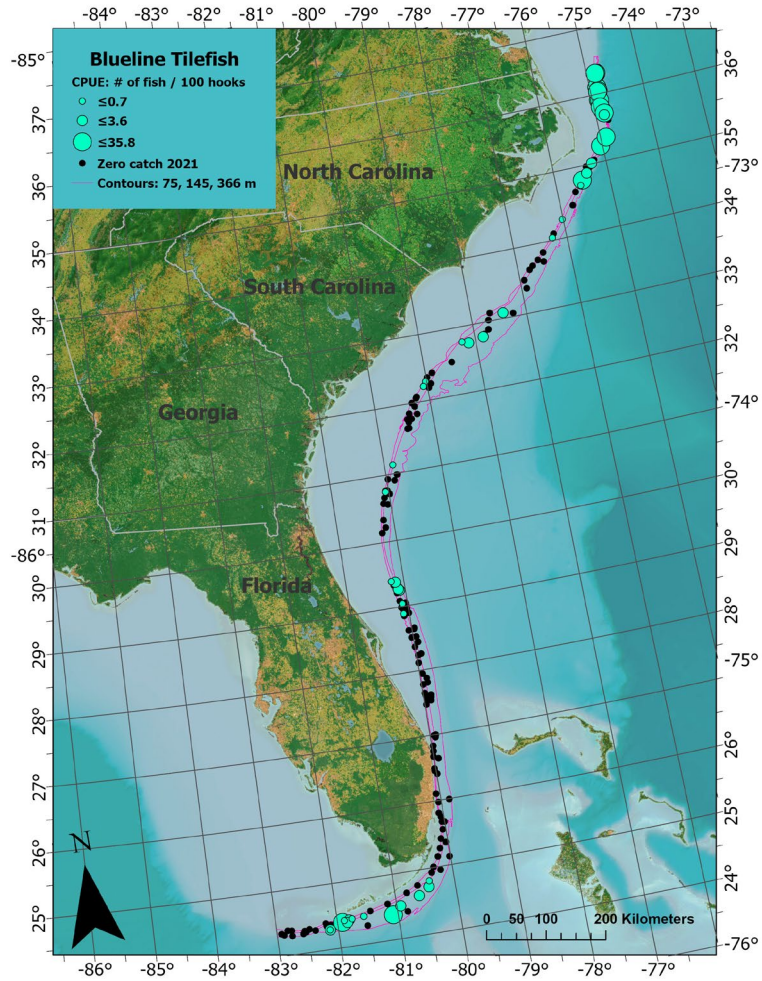 -84° -83° -82° -81° -80° -79° -78° -77° -76° -75° -74° -73°
-85°
36°
Blueline Tilefish
CPUE: # of fish / 100 hooks
≤0.7
≤3.6
≤35.8
Zero catch 2021
Contours: 75, 145, 366 m
37°
35°
-73°
North Carolina
36°
34°
35°
33°
South Carolina
34°
32°
33°
-74°
Georgia
32°
30°
31°
29°
-86°
Florida
30°
28°
29°
-75°
28°
26°
27°
25°
N
26°
24°
25°
0 50 100 200 Kilometers
-76°
-86° -85° -84° -83° -82° -81° -80° -79° -78° -77°